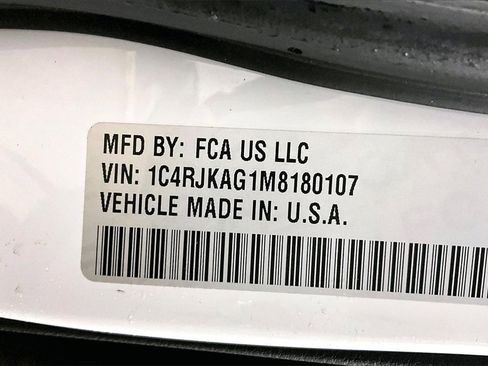 MFD BY: FCA US LLC
VIN: 1C4RJKAG1M8180107
VEHICLE MADE IN: U.S.A.